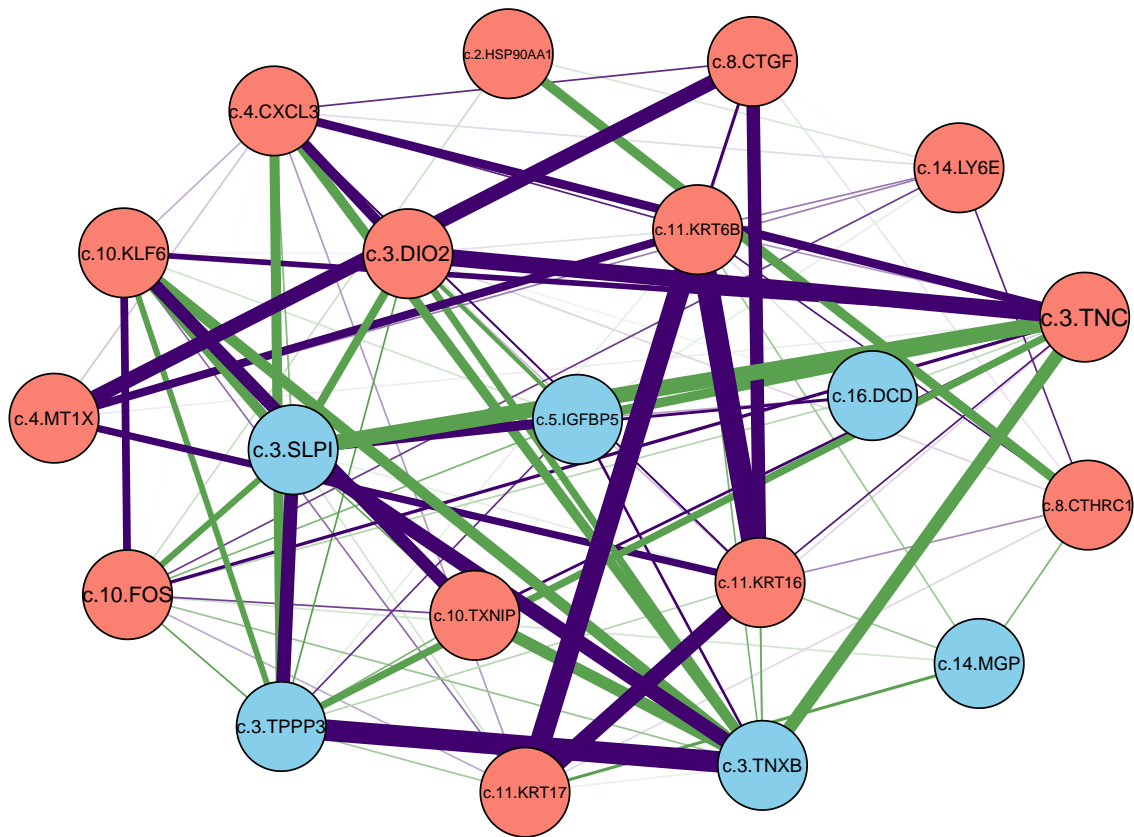 c.2.HSP90AA1
c.8.CTGF
c.4.CXCL3
c.14.LY6E
c.11.KRT6B
c.10.KLF6
c.3.DIO2
c.3.TNC
c.16.DCD
c.4.MT1X
c.5.IGFBP5
c.3.SLPI
c.8.CTHRC1
c.11.KRT16
c.10.FOS
c.10.TXNIP
c.14.MGP
c.3.TPPP3
c.3.TNXB
c.11.KRT17